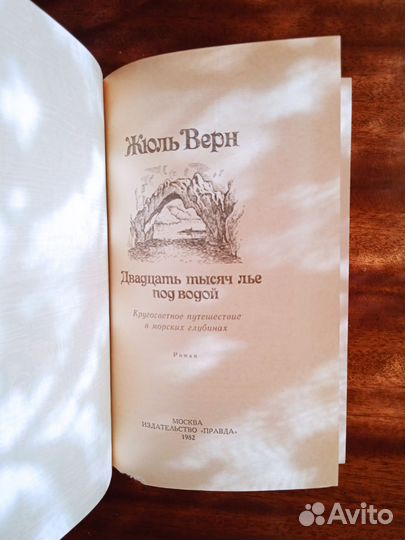 Жюль Верн
Двадцать тысяч лье
под водой
Кругосветное путешествие
в морских глубинах
Роман
МОСКВА
ИЗДАТЕЛЬСТВО «ПРАВДА»
1982
Avito